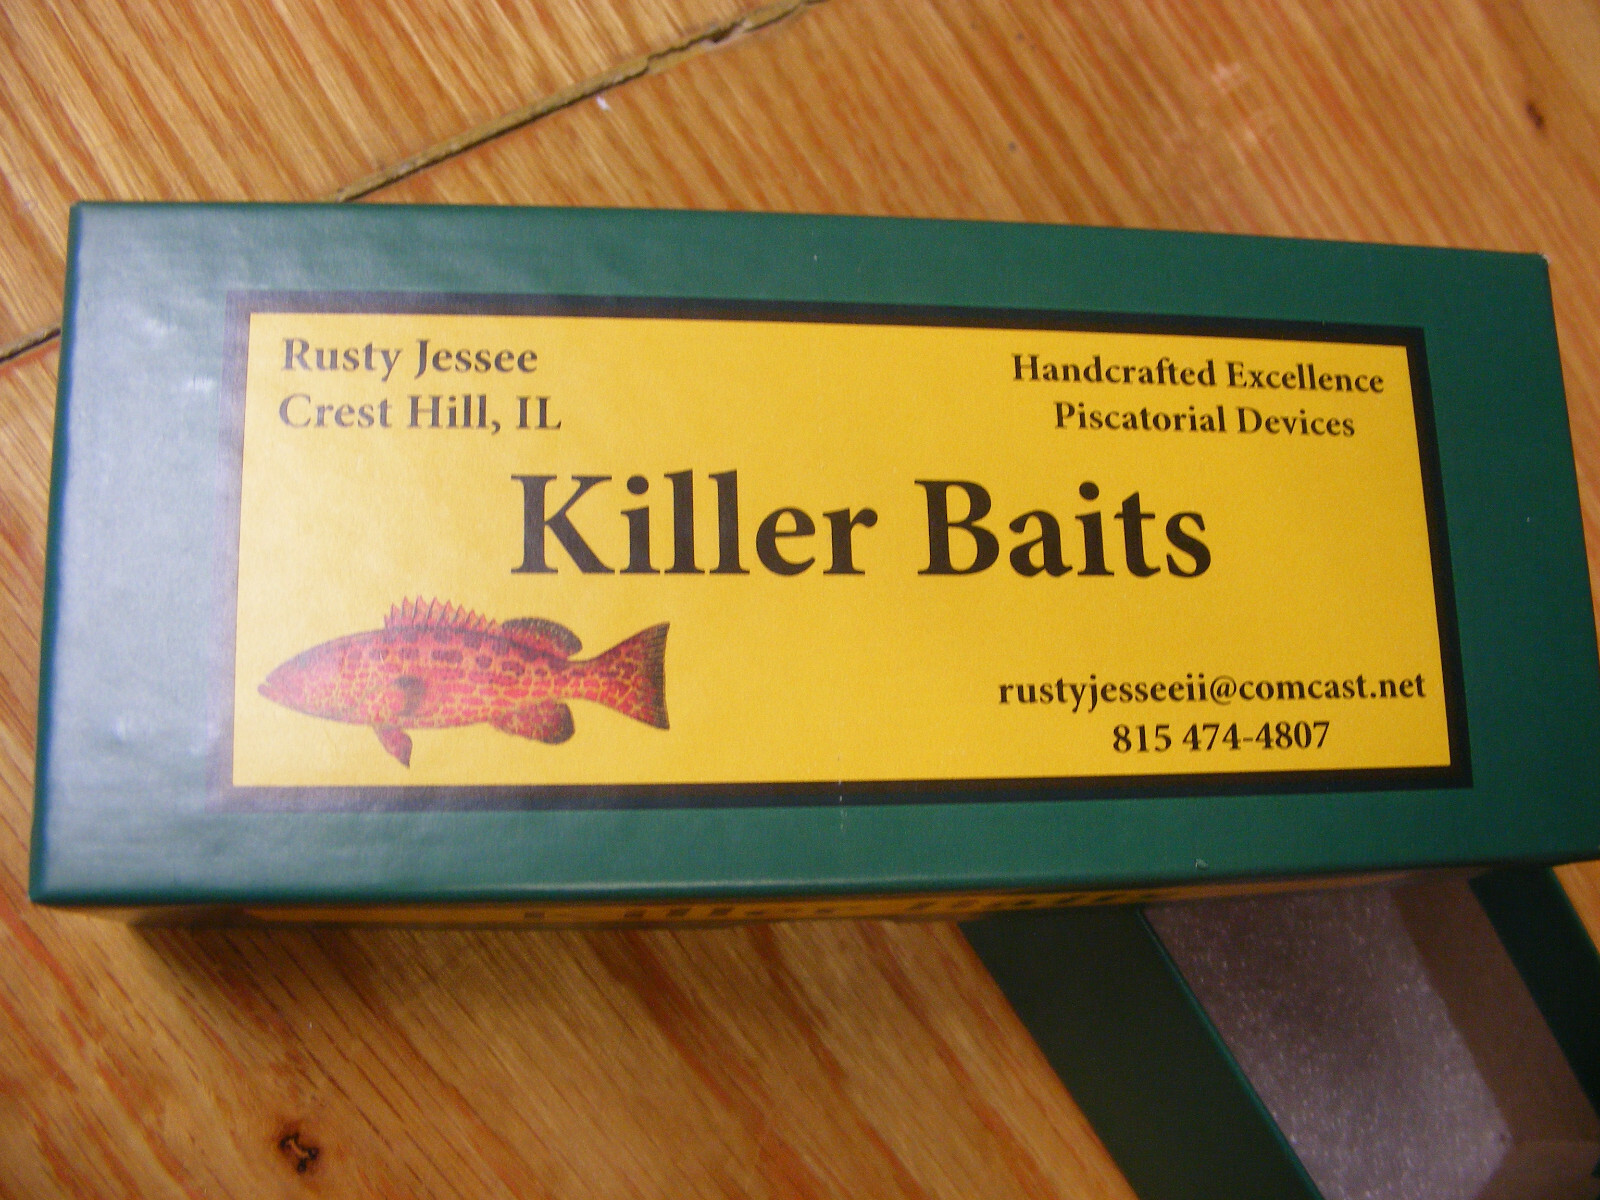 Rusty Jessee
Crest Hill, IL
Handcrafted Excellence
Piscatorial Devices
Killer Baits
rustyjesseeii@comcast.net
815 474-4807